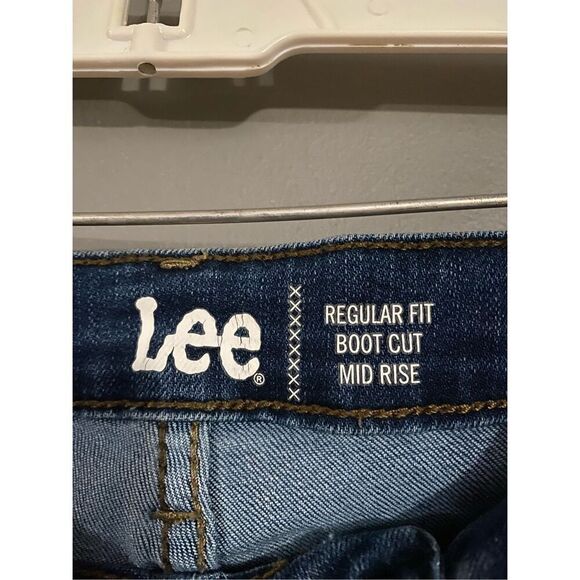 Lee®
REGULAR FIT
BOOT CUT
MID RISE